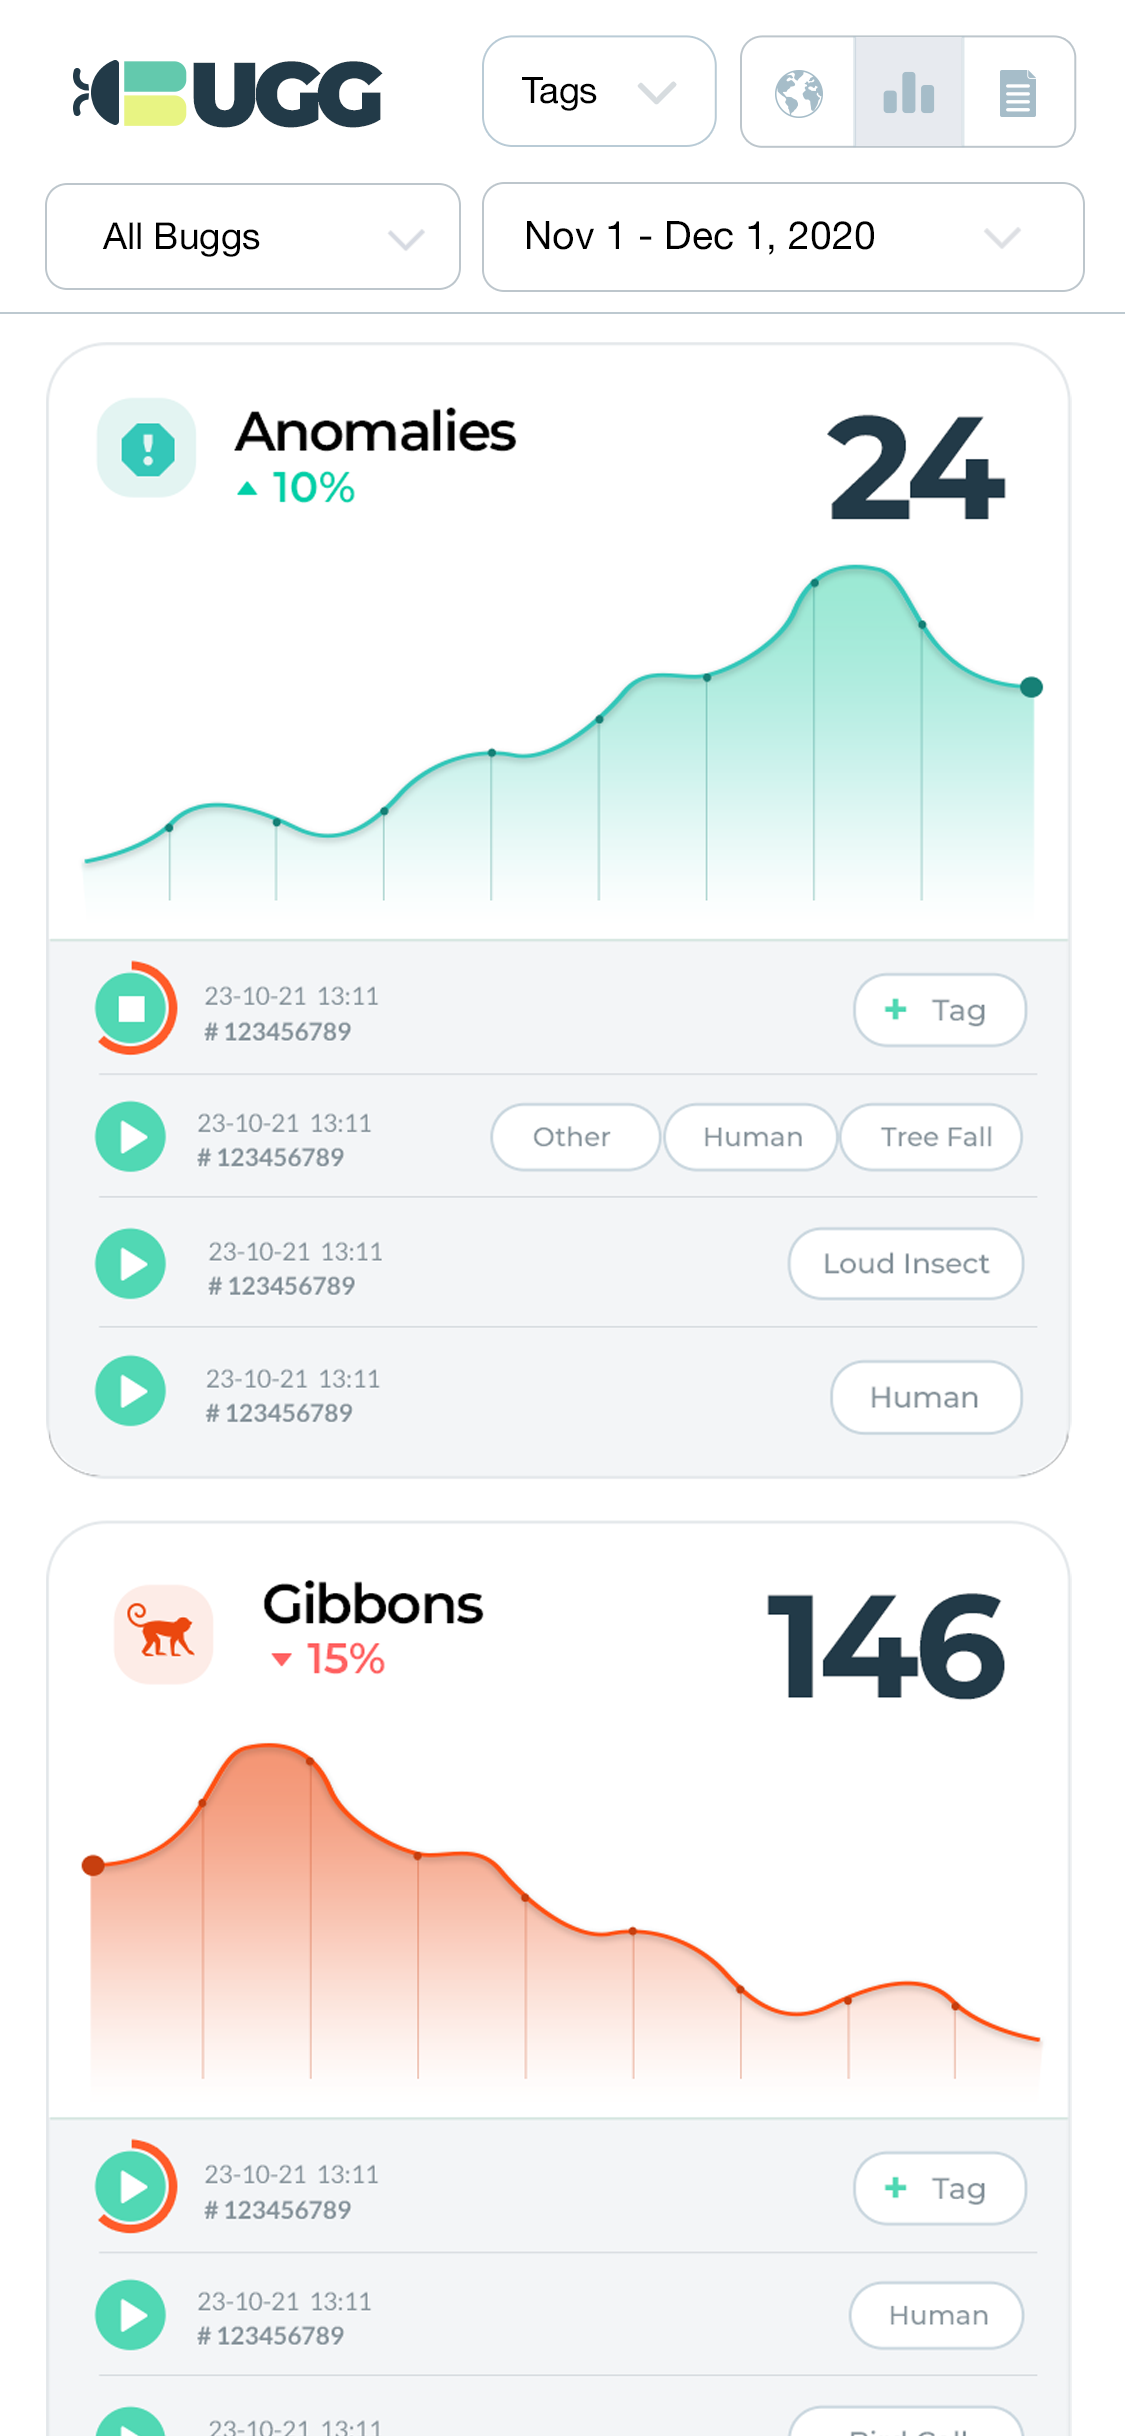 BUGG
Tags
All Buggs
Nov 1 - Dec 1, 2020
Anomalies
10%
24
23-10-21 13:11
# 123456789
+ Tag
23-10-21 13:11
# 123456789
Other
Human
Tree Fall
23-10-21 13:11
# 123456789
Loud Insect
23-10-21 13:11
# 123456789
Human
Gibbons
15%
146
23-10-21 13:11
# 123456789
+ Tag
23-10-21 13:11
# 123456789
Human
23-10-21 13:11